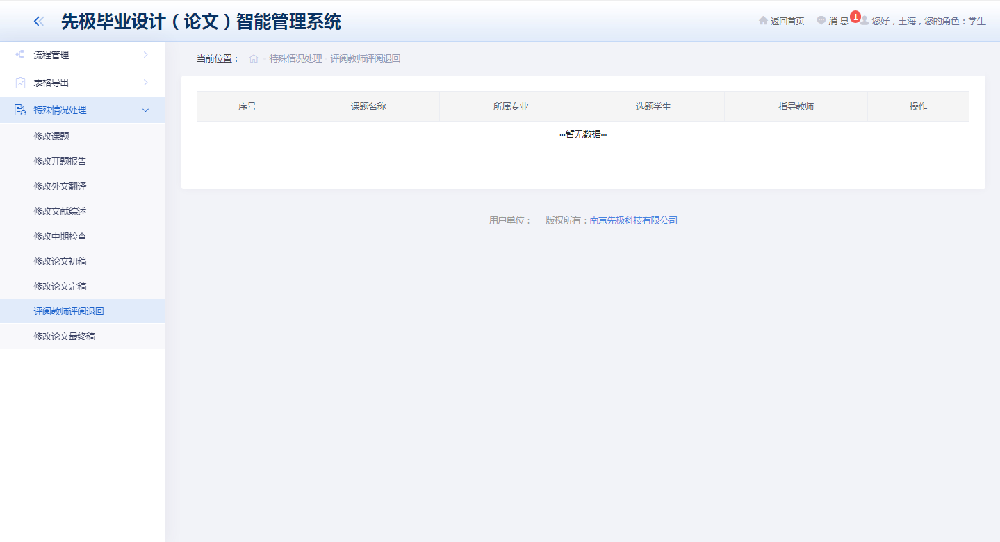 先极毕业设计（论文）智能管理系统
返回首页 消 息 1 您好，王海，您的角色：学生
流程管理
表格导出
特殊情况处理
修改课题
修改开题报告
修改外文翻译
修改文献综述
修改中期检查
修改论文初稿
修改论文定稿
评阅教师评阅退回
修改论文最终稿
当前位置： · 特殊情况处理 · 评阅教师评阅退回
序号 课题名称 所属专业 选题学生 指导教师 操作
···暂无数据···
用户单位： 版权所有：南京先极科技有限公司